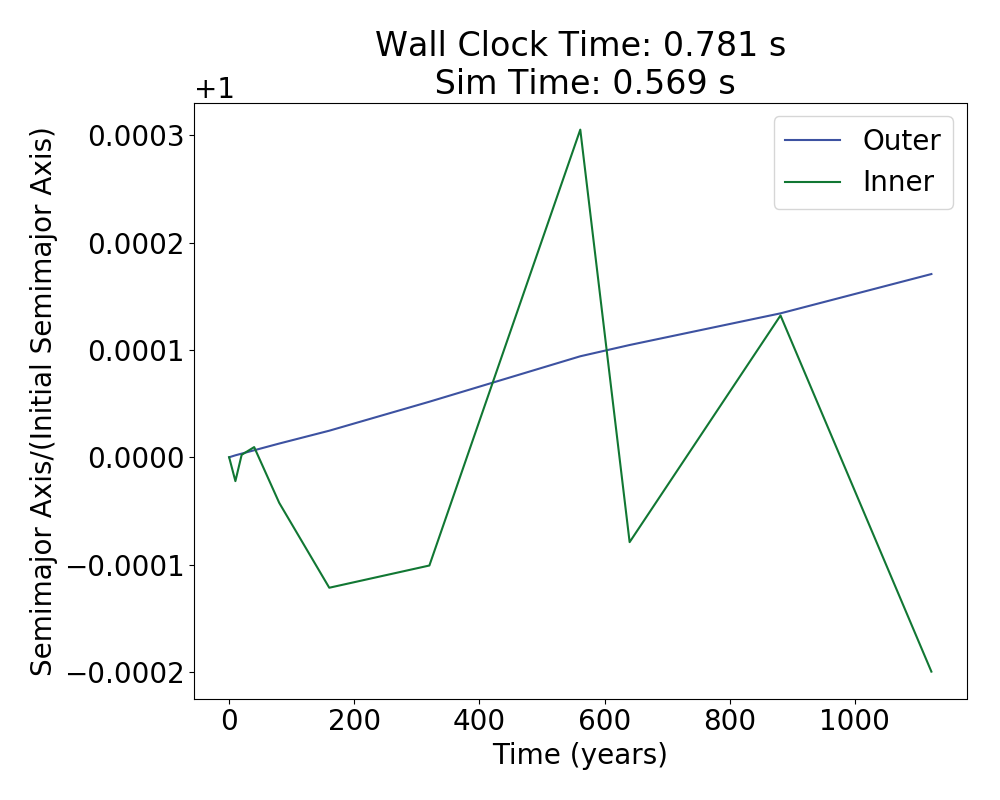 Wall Clock Time: 0.781 s
Sim Time: 0.569 s
+1
0.0003
0.0002
0.0001
0.0000
−0.0001
−0.0002
Semimajor Axis/(Initial Semimajor Axis)
Outer
Inner
0 200 400 600 800 1000
Time (years)